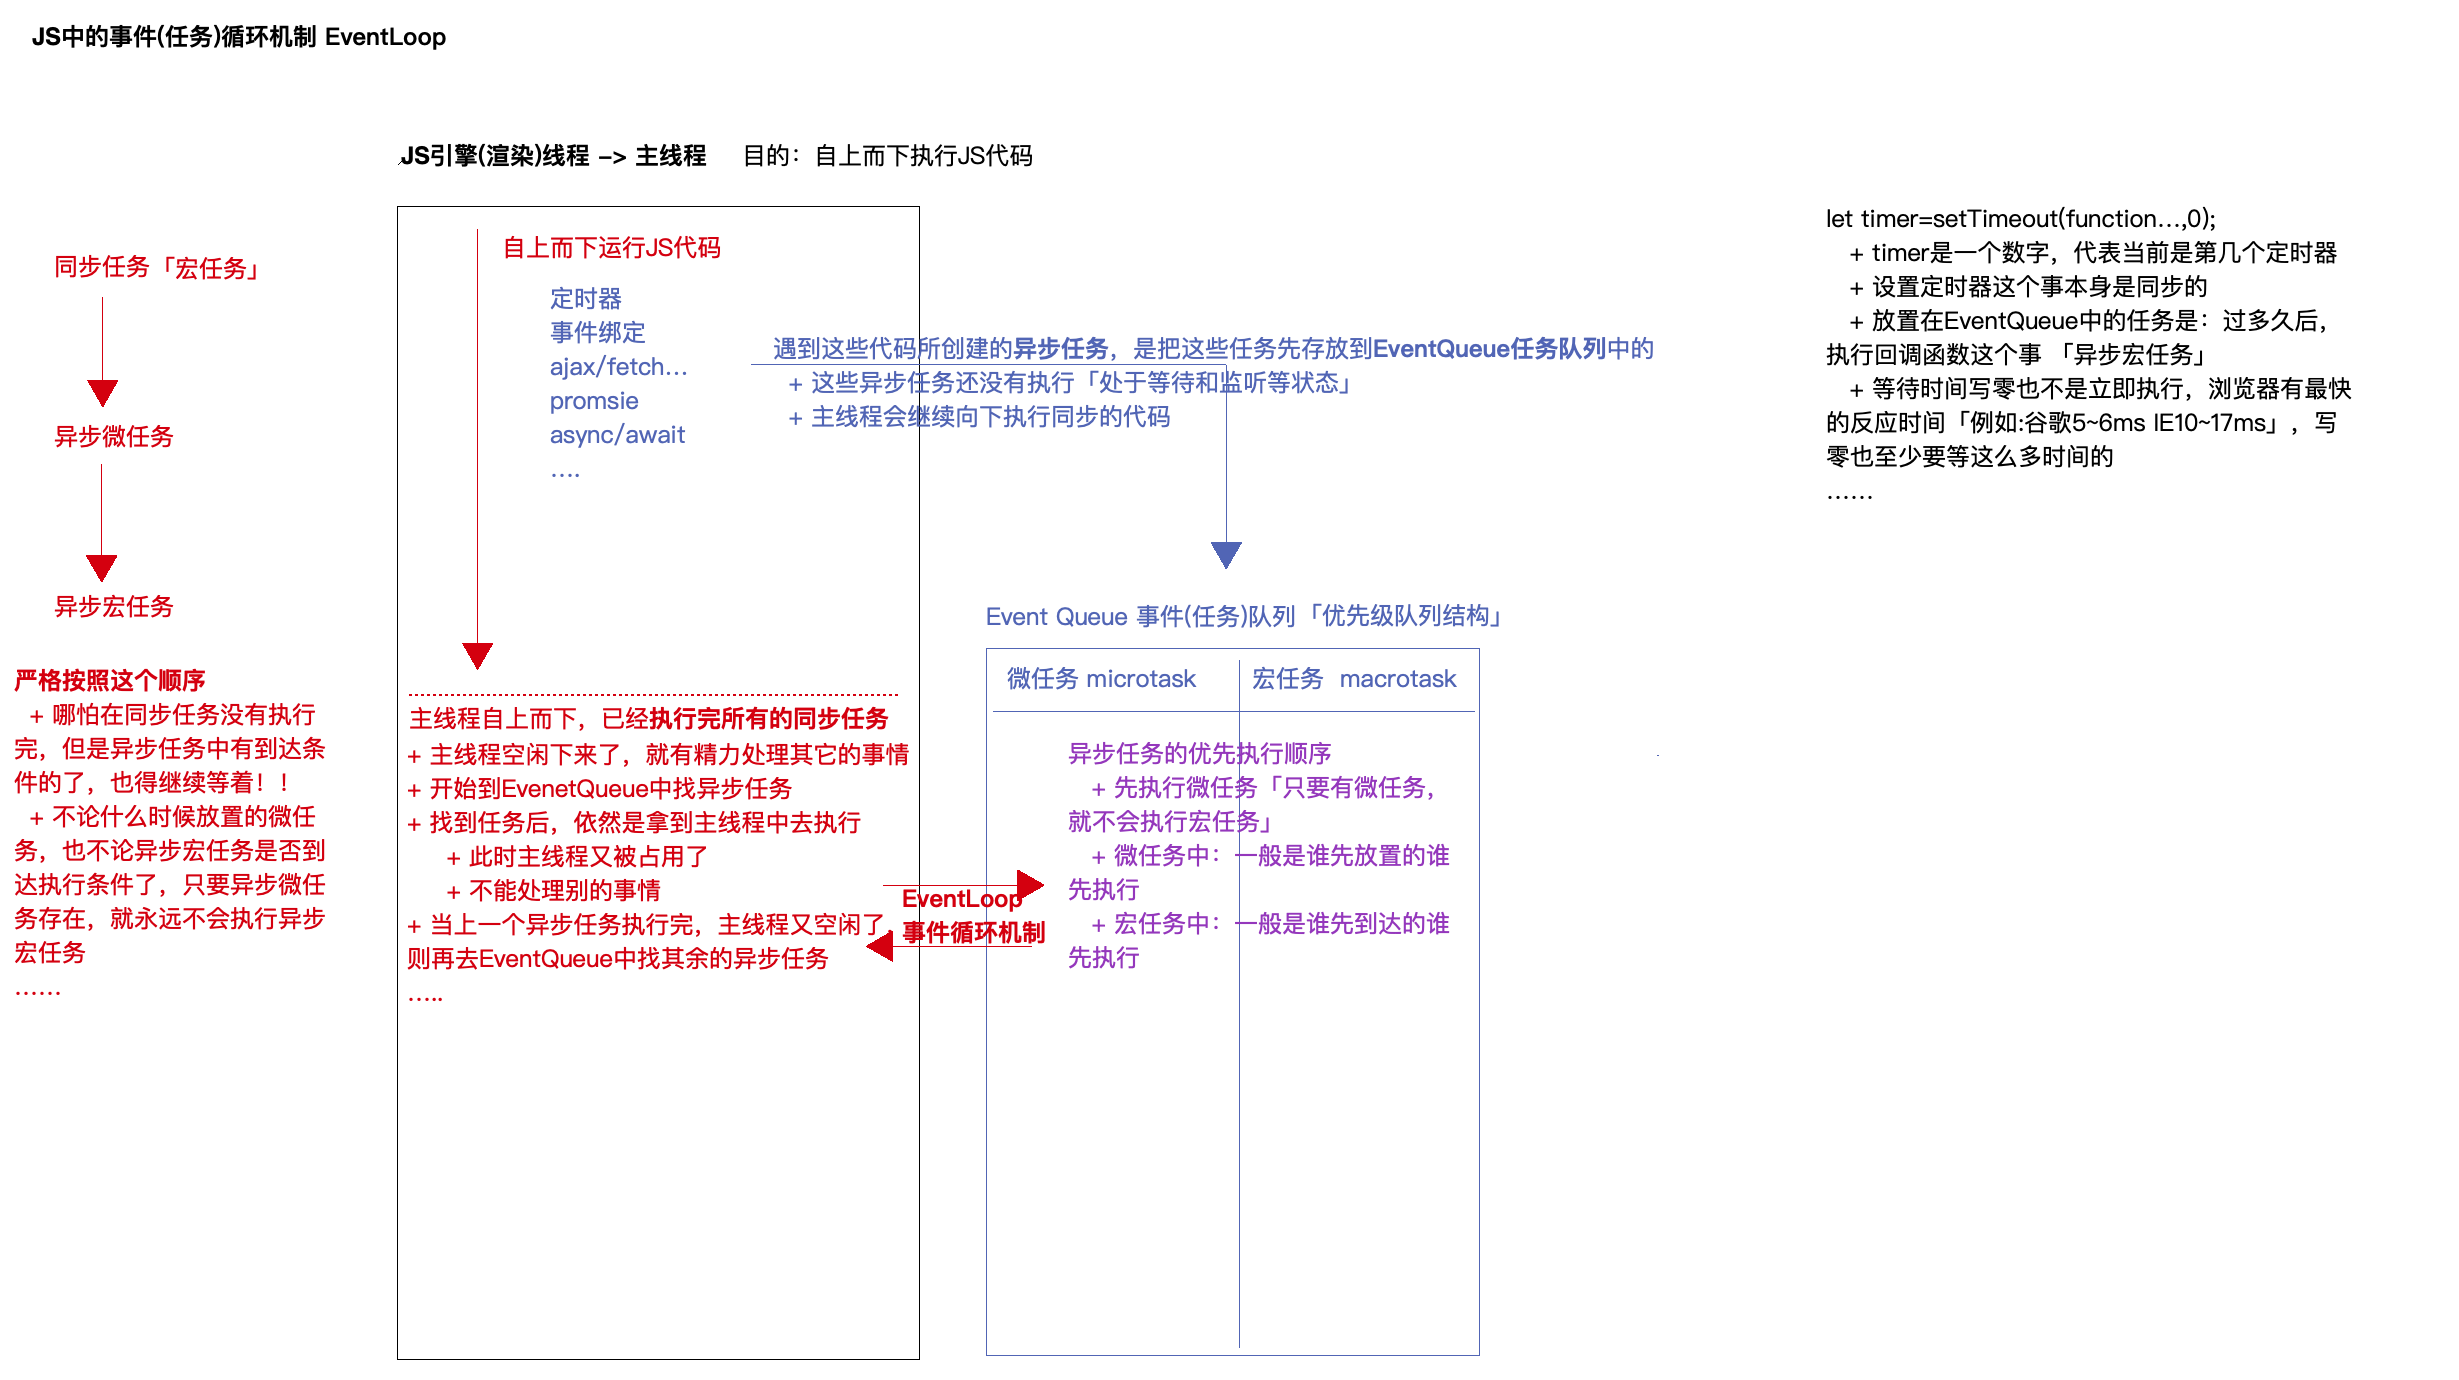 JS中的事件(任务)循环机制 EventLoop
JS引擎(渲染)线程 -> 主线程 目的：自上而下执行JS代码
同步任务「宏任务」
异步微任务
异步宏任务
严格按照这个顺序
+ 哪怕在同步任务没有执行
完，但是异步任务中有到达条
件的了，也得继续等着！！
+ 不论什么时候放置的微任
务，也不论异步宏任务是否到
达执行条件了，只要异步微任
务存在，就永远不会执行异步
宏任务
……
自上而下运行JS代码
定时器
事件绑定
ajax/fetch…
promsie
async/await
….
遇到这些代码所创建的异步任务，是把这些任务先存放到EventQueue任务队列中的
+ 这些异步任务还没有执行「处于等待和监听等状态」
+ 主线程会继续向下执行同步的代码
主线程自上而下，已经执行完所有的同步任务
+ 主线程空闲下来了，就有精力处理其它的事情
+ 开始到EvenetQueue中找异步任务
+ 找到任务后，依然是拿到主线程中去执行
+ 此时主线程又被占用了
+ 不能处理别的事情
+ 当上一个异步任务执行完，主线程又空闲了，
则再去EventQueue中找其余的异步任务
…..
EventLoop
事件循环机制
Event Queue 事件(任务)队列「优先级队列结构」
微任务 microtask
宏任务 macrotask
异步任务的优先执行顺序
+ 先执行微任务「只要有微任务，
就不会执行宏任务」
+ 微任务中：一般是谁先放置的谁
先执行
+ 宏任务中：一般是谁先到达的谁
先执行
let timer=setTimeout(function…,0);
+ timer是一个数字，代表当前是第几个定时器
+ 设置定时器这个事本身是同步的
+ 放置在EventQueue中的任务是：过多久后，
执行回调函数这个事 「异步宏任务」
+ 等待时间写零也不是立即执行，浏览器有最快
的反应时间「例如:谷歌5~6ms IE10~17ms」，写
零也至少要等这么多时间的
……